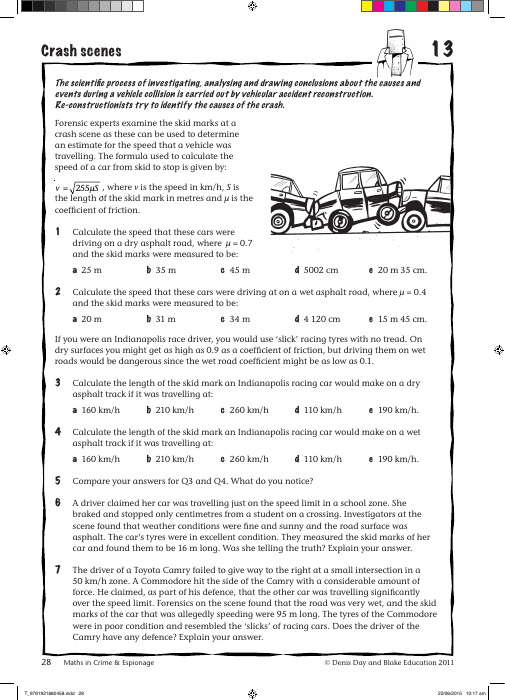 Crash scenes
13
The scientific process of investigating, analysing and drawing conclusions about the causes and
events during a vehicle collision is carried out by vehicular accident reconstruction.
Re-constructionists try to identify the causes of the crash.
Forensic experts examine the skid marks at a
crash scene as these can be used to determine
an estimate for the speed that a vehicle was
travelling. The formula used to calculate the
speed of a car from skid to stop is given by:
v = √255μS , where v is the speed in km/h, S is
the length of the skid mark in metres and μ is the
coefficient of friction.
1 Calculate the speed that these cars were
driving on a dry asphalt road, where μ = 0.7
and the skid marks were measured to be:
a 25 m b 35 m c 45 m d 5002 cm e 20 m 35 cm.
2 Calculate the speed that these cars were driving at on a wet asphalt road, where μ = 0.4
and the skid marks were measured to be:
a 20 m b 31 m c 34 m d 4 120 cm e 15 m 45 cm.
If you were an Indianapolis race driver, you would use 'slick' racing tyres with no tread. On
dry surfaces you might get as high as 0.9 as a coefficient of friction, but driving them on wet
roads would be dangerous since the wet road coefficient might be as low as 0.1.
3 Calculate the length of the skid mark an Indianapolis racing car would make on a dry
asphalt track if it was travelling at:
a 160 km/h b 210 km/h c 260 km/h d 110 km/h e 190 km/h.
4 Calculate the length of the skid mark an Indianapolis racing car would make on a wet
asphalt track if it was travelling at:
a 160 km/h b 210 km/h c 260 km/h d 110 km/h e 190 km/h.
5 Compare your answers for Q3 and Q4. What do you notice?
6 A driver claimed her car was travelling just on the speed limit in a school zone. She
braked and stopped only centimetres from a student on a crossing. Investigators at the
scene found that weather conditions were fine and sunny and the road surface was
asphalt. The car's tyres were in excellent condition. They measured the skid marks of her
car and found them to be 16 m long. Was she telling the truth? Explain your answer.
7 The driver of a Toyota Camry failed to give way to the right at a small intersection in a
50 km/h zone. A Commodore hit the side of the Camry with a considerable amount of
force. He claimed, as part of his defence, that the other car was travelling significantly
over the speed limit. Forensics on the scene found that the road was very wet, and the skid
marks of the car that was allegedly speeding were 95 m long. The tyres of the Commodore
were in poor condition and resembled the 'slicks' of racing cars. Does the driver of the
Camry have any defence? Explain your answer.
28 Maths in Crime & Espionage
© Denis Day and Blake Education 2011
22/06/2015 10:17 am